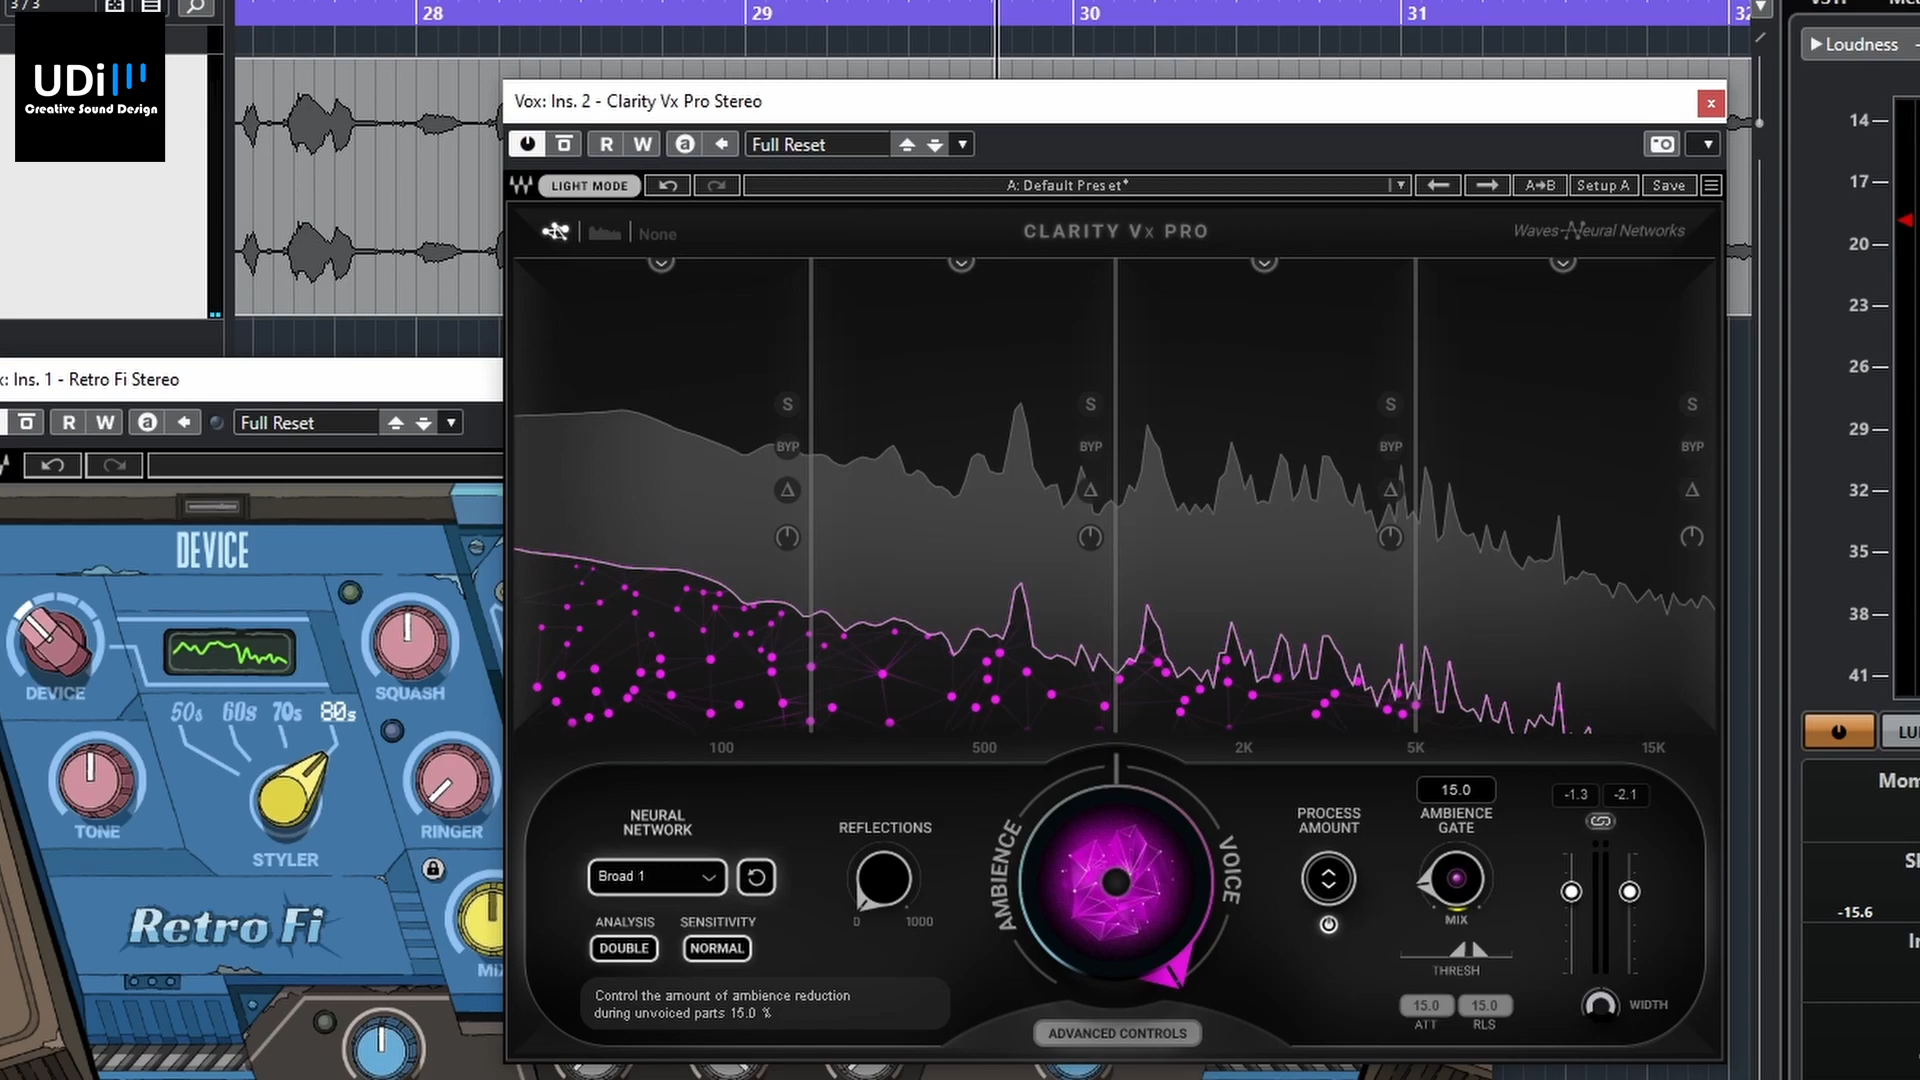 3 / 3
28
29
30
31
UDi
Creative Sound Design
Loudness
Vox: Ins. 2 - Clarity Vx Pro Stereo
x
R
W
a
Full Reset
LIGHT MODE
A: Default Preset*
A→B
Setup A
Save
None
CLARITY Vx PRO
Waves Neural Networks
S
S
S
S
BYP
BYP
BYP
BYP
100
500
2K
5K
15K
NEURAL
NETWORK
Broad 1
ANALYSIS
SENSITIVITY
DOUBLE
NORMAL
REFLECTIONS
0
1000
AMBIENCE
VOICE
PROCESS
AMOUNT
15.0
AMBIENCE
GATE
MIX
THRESH
15.0
15.0
ATT
RLS
-1.3
-2.1
WIDTH
Control the amount of ambience reduction
during unvoiced parts 15.0 %
ADVANCED CONTROLS
Ins. 1 - Retro Fi Stereo
R
W
a
Full Reset
DEVICE
DEVICE
SQUASH
50s
60s
70s
80s
TONE
STYLER
RINGER
Retro Fi
14
17
20
23
26
29
32
35
38
41
-15.6